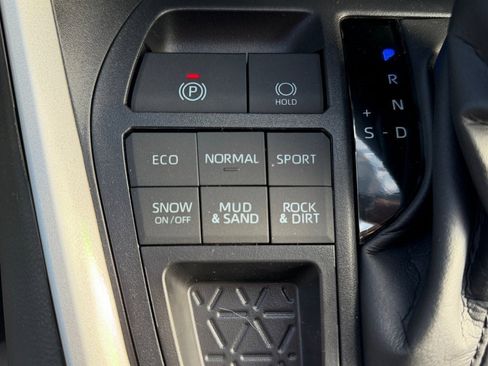 P
HOLD
ECO
NORMAL
SPORT
SNOW
ON/OFF
MUD
& SAND
ROCK
& DIRT
R
N
+
S - D